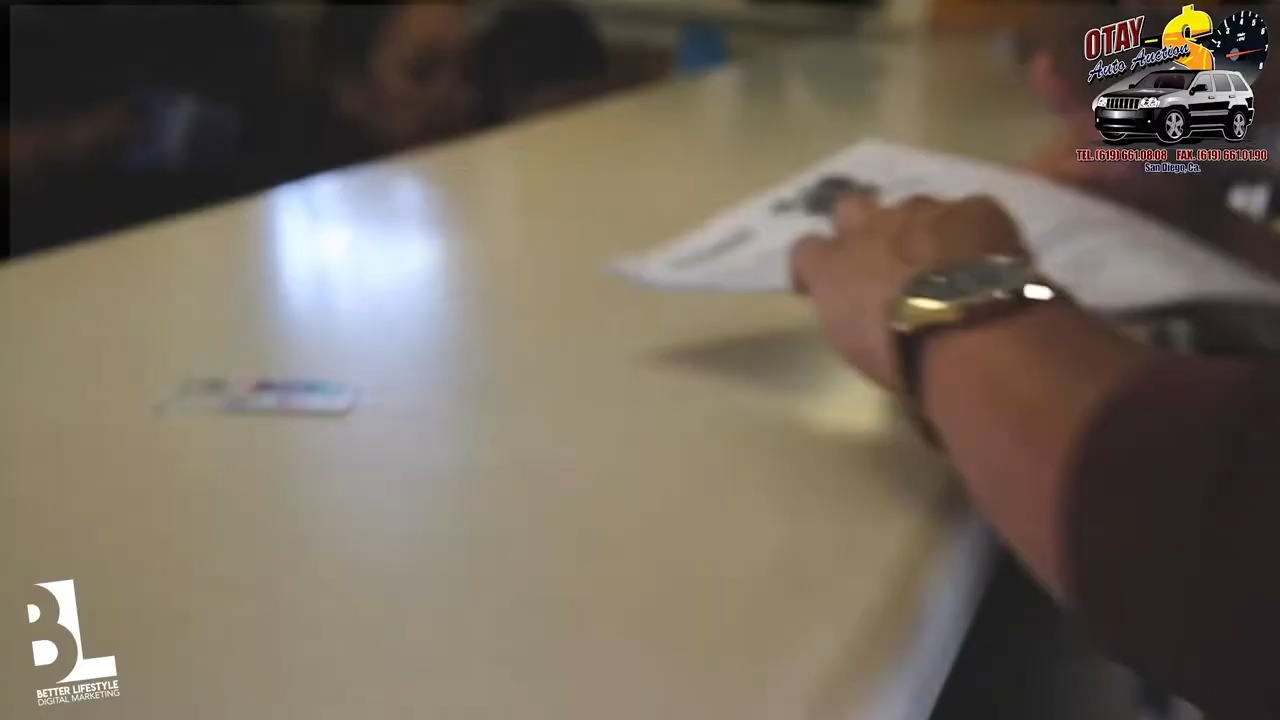 OTAY
Auto Auction
TEL (619) 661.08.08 FAX. (619) 661.01.90
San Diego, Ca.
BL
BETTER LIFESTYLE
DIGITAL MARKETING